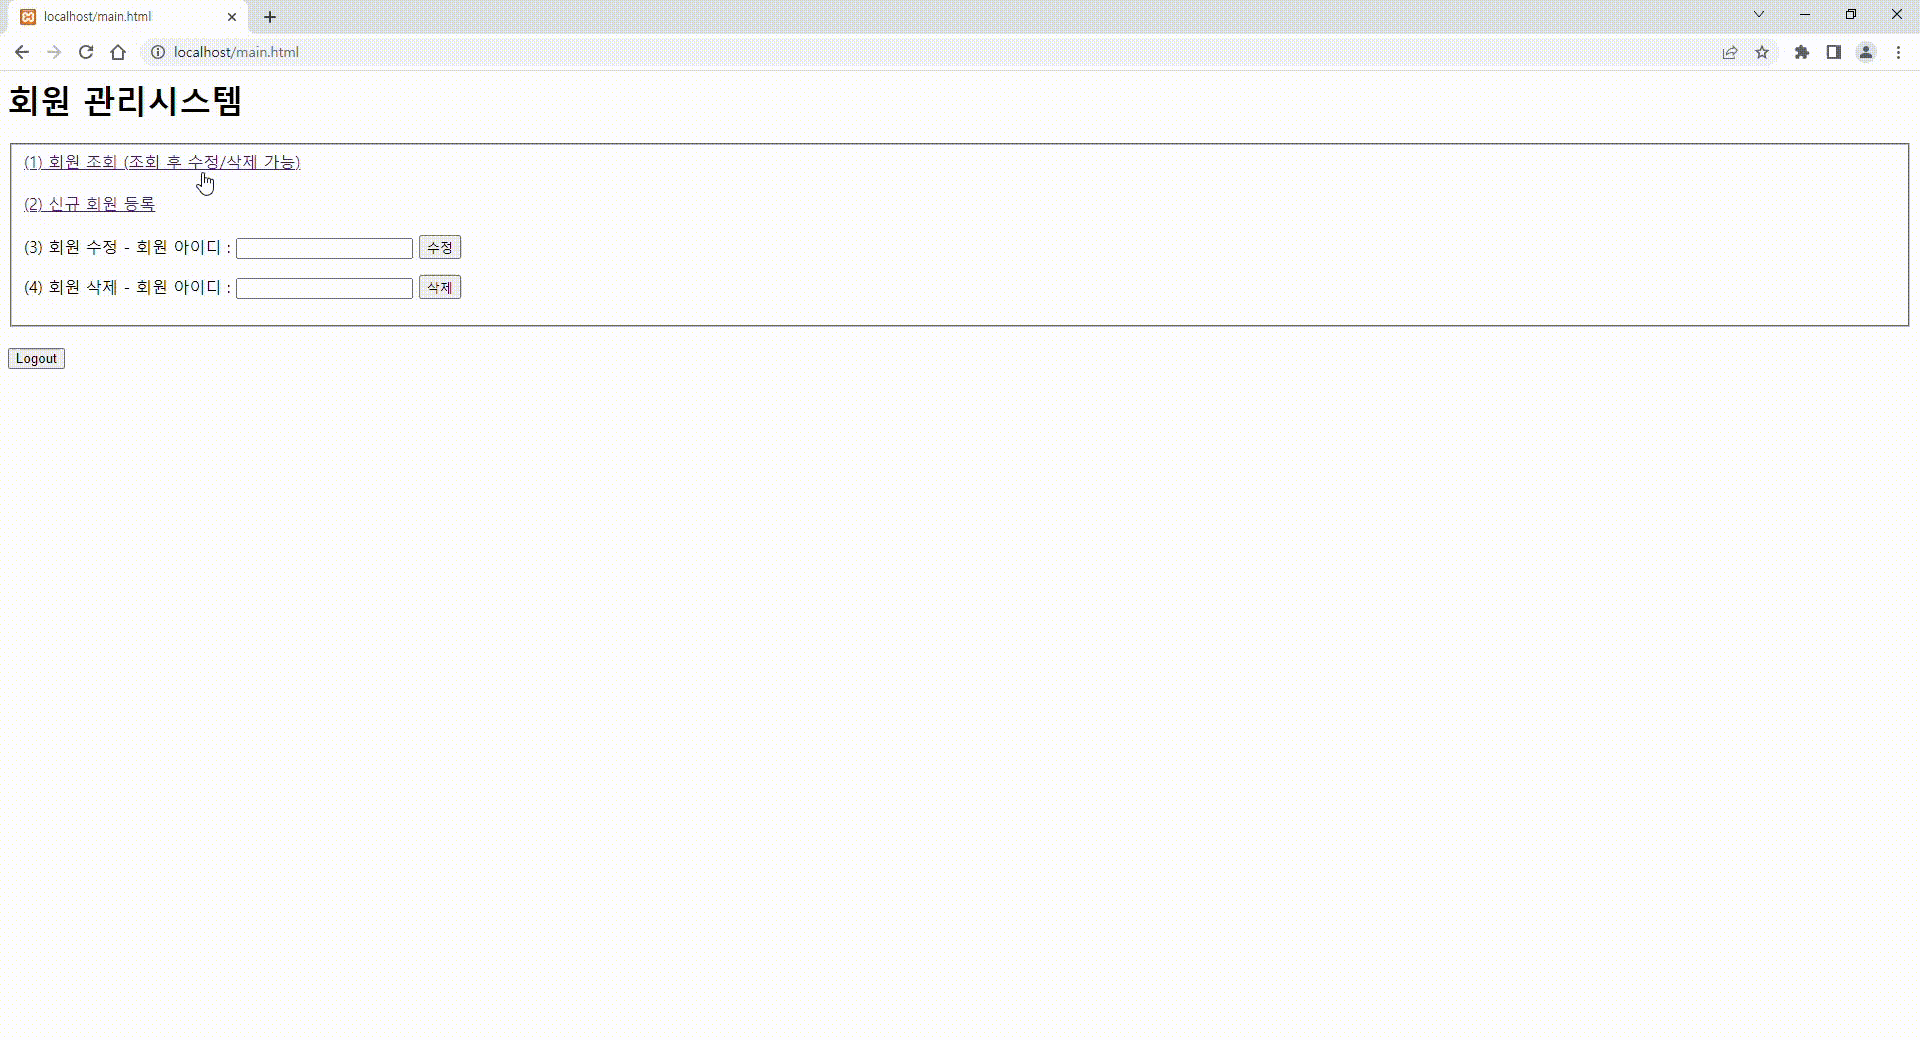 localhost/main.html
localhost/main.html
회원 관리시스템
(1) 회원 조회 (조회 후 수정/삭제 가능)
(2) 신규 회원 등록
(3) 회원 수정 - 회원 아이디 : 수정
(4) 회원 삭제 - 회원 아이디 : 삭제
Logout